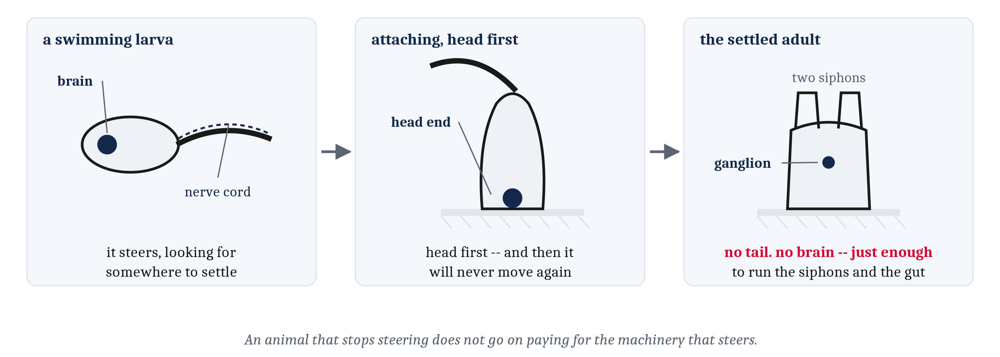 a swimming larva
brain
nerve cord
it steers, looking for
somewhere to settle
attaching, head first
head end
head first -- and then it
will never move again
the settled adult
two siphons
ganglion
no tail. no brain -- just enough
to run the siphons and the gut
An animal that stops steering does not go on paying for the machinery that steers.